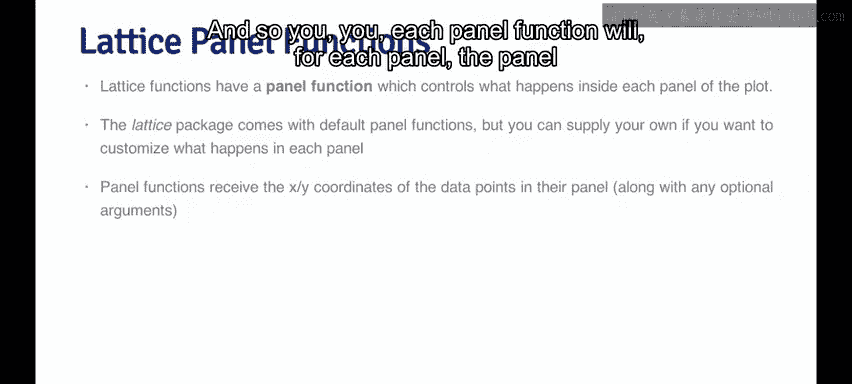 Lattice Panel Functions
And so you, you, each panel function will,
for each panel, the panel
· Lattice functions have a panel function which controls what happens inside each panel of the plot.
· The lattice package comes with default panel functions, but you can supply your own if you want to
customize what happens in each panel
· Panel functions receive the x/y coordinates of the data points in their panel (along with any optional
arguments)